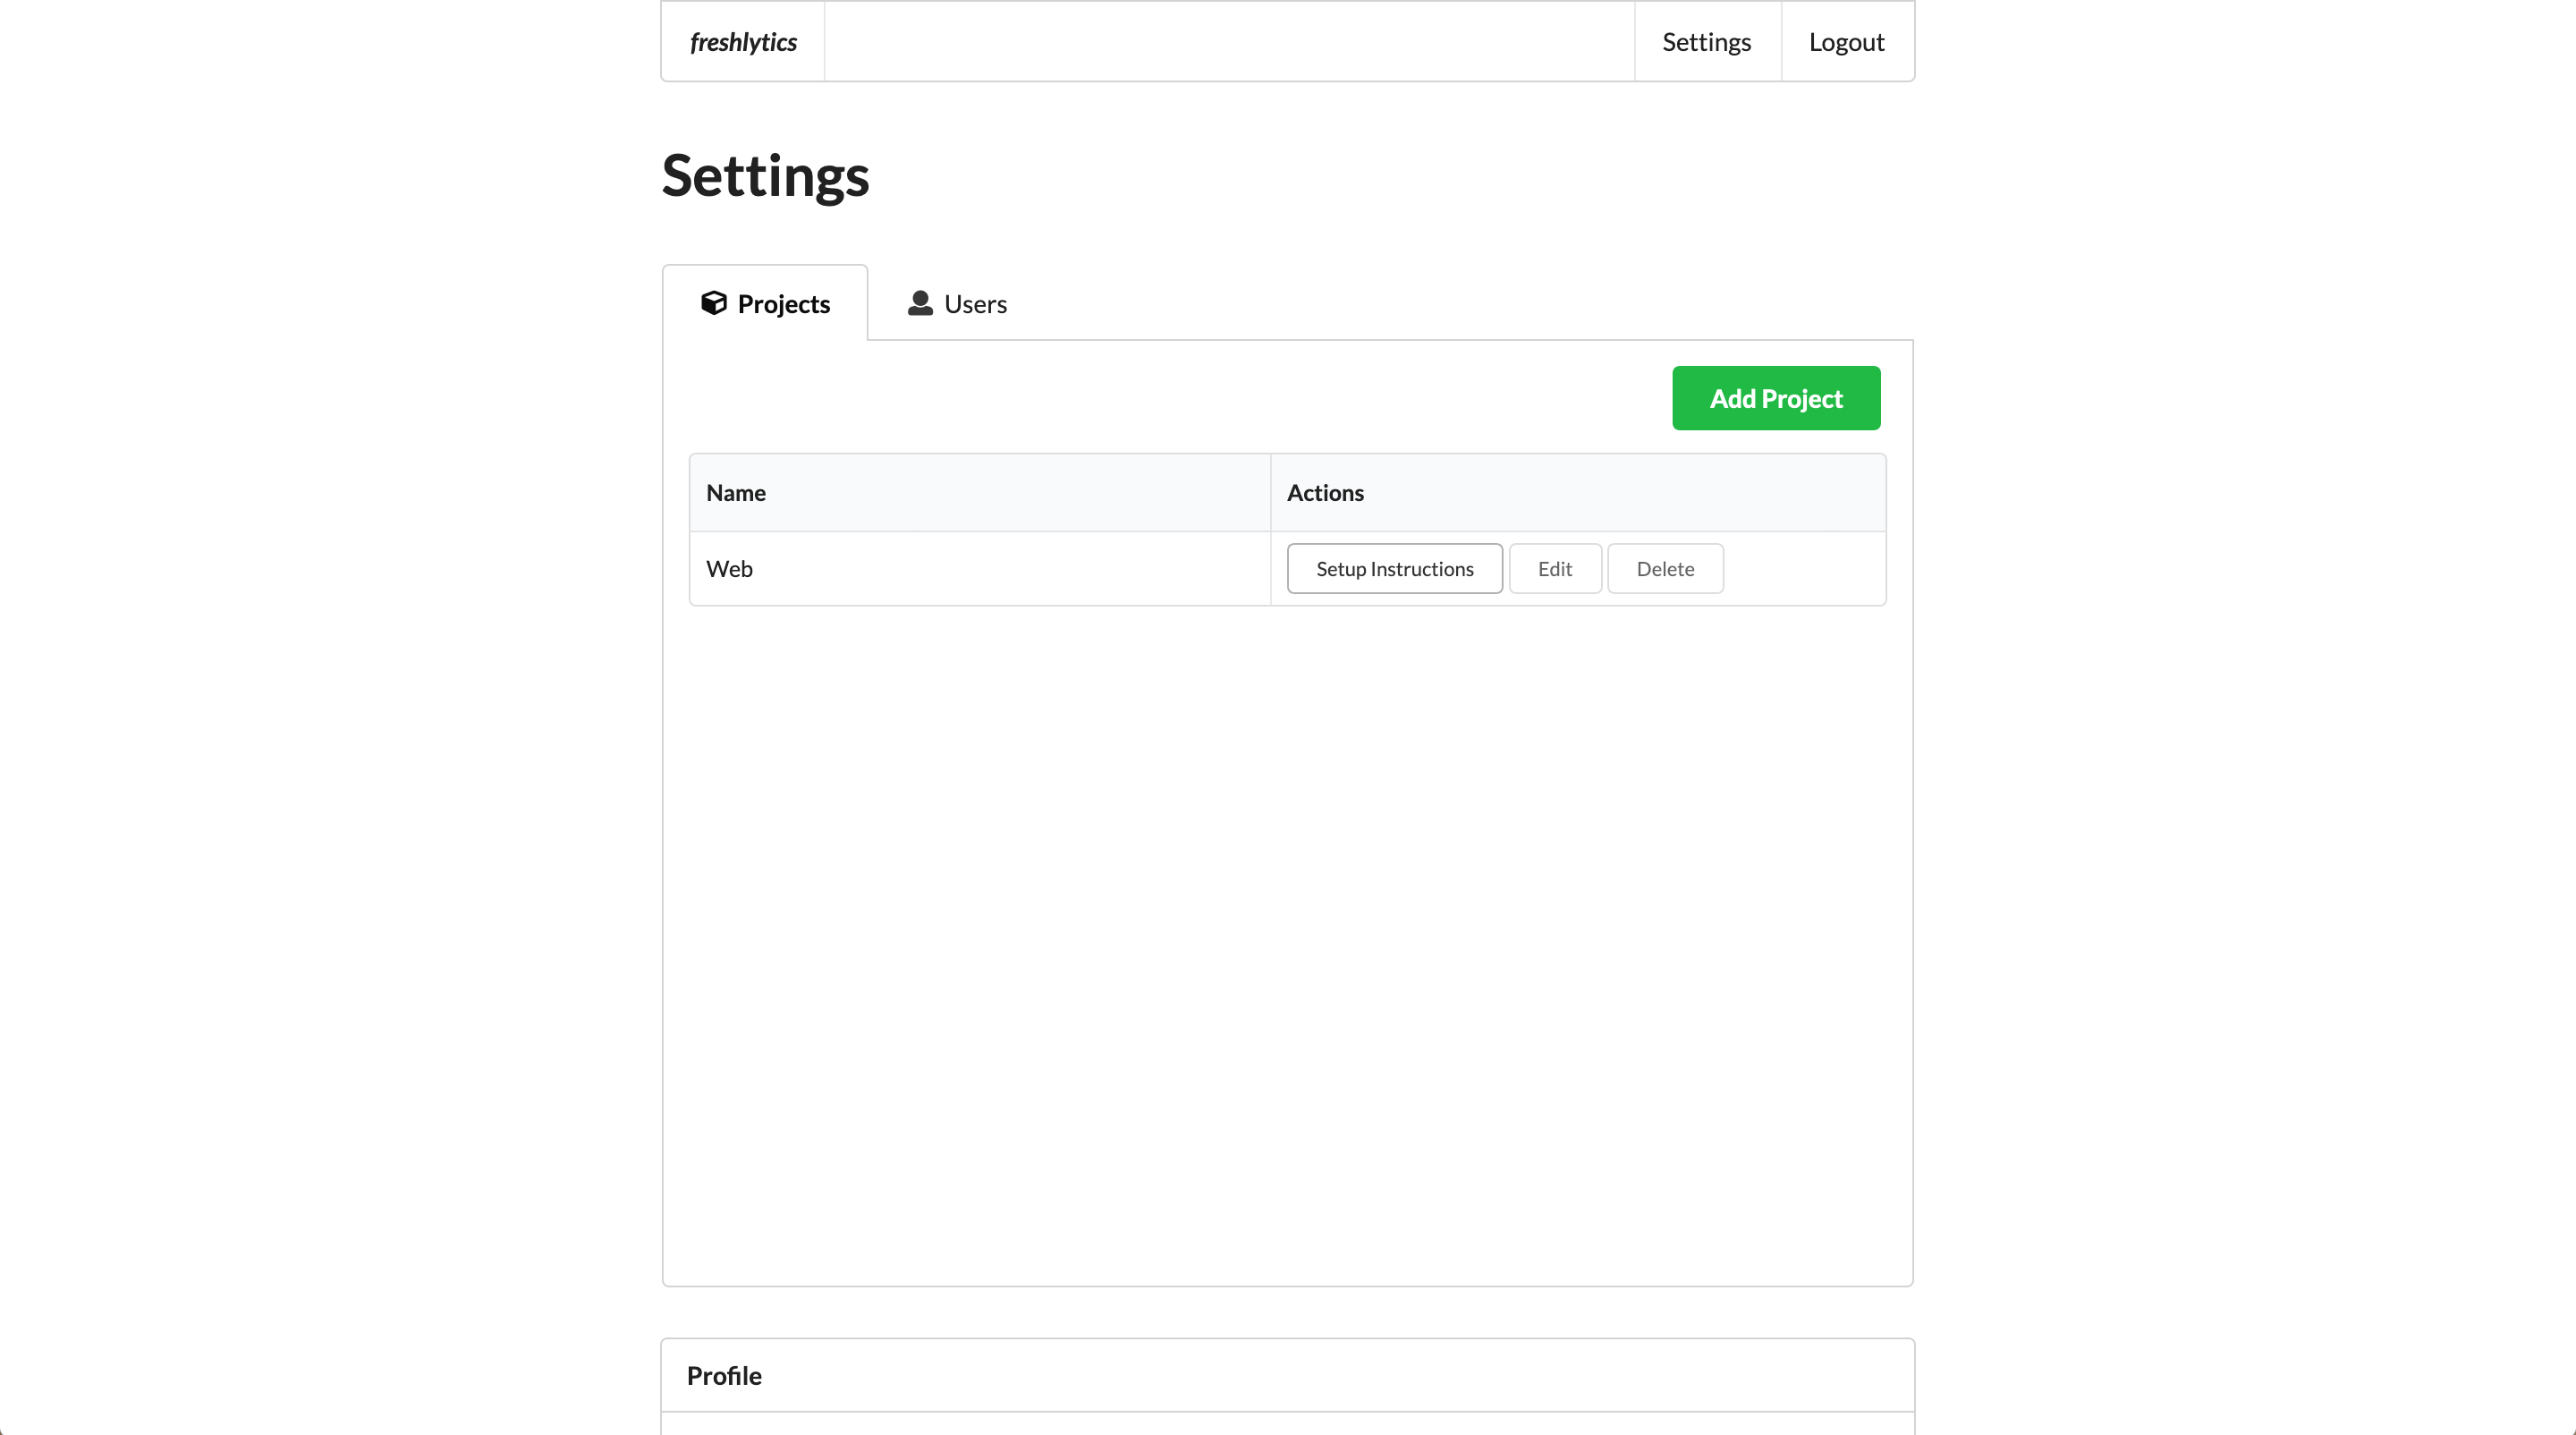 freshlytics
Settings
Logout
Settings
Projects
Users
Add Project
Name
Actions
Web
Setup Instructions
Edit
Delete
Profile